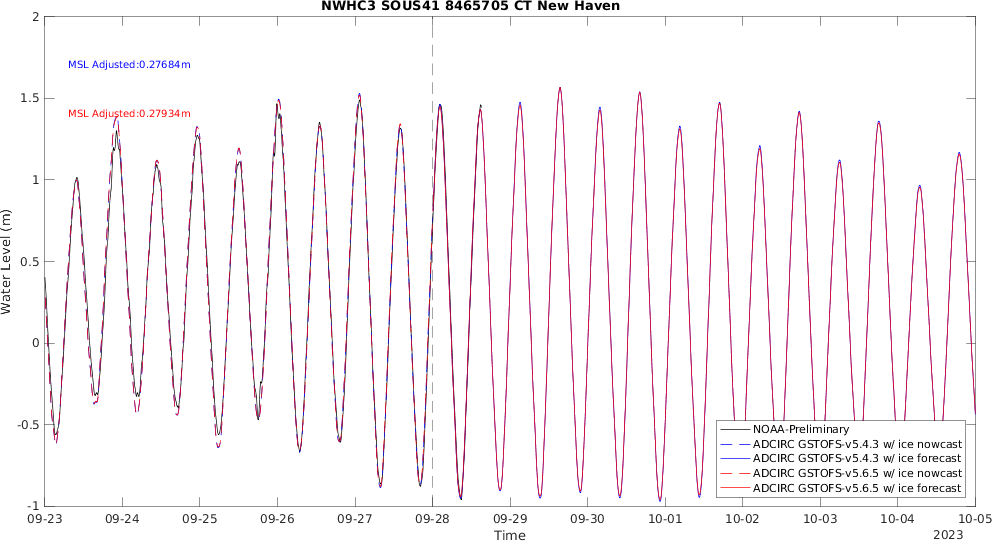 NWHC3 SOUS41 8465705 CT New Haven
2
MSL Adjusted:0.27684m
1.5
MSL Adjusted:0.27934m
1
0.5
0
-0.5
-1
Water Level (m)
NOAA-Preliminary
ADCIRC GSTOFS-v5.4.3 w/ ice nowcast
ADCIRC GSTOFS-v5.4.3 w/ ice forecast
ADCIRC GSTOFS-v5.6.5 w/ ice nowcast
ADCIRC GSTOFS-v5.6.5 w/ ice forecast
09-23 09-24 09-25 09-26 09-27 09-28 09-29 09-30 10-01 10-02 10-03 10-04 10-05
Time
2023